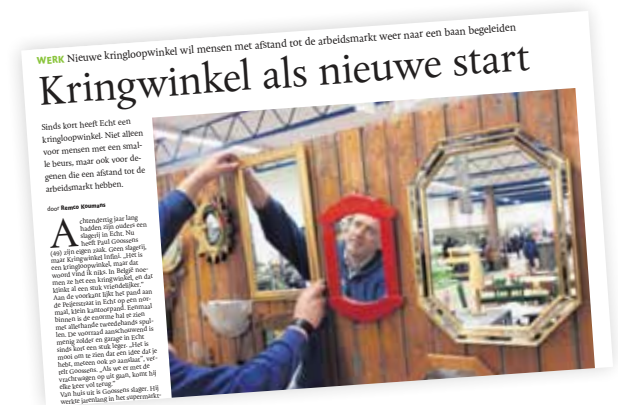 WERK Nieuwe kringloopwinkel wil mensen met afstand tot de arbeidsmarkt weer naar een baan begeleiden
Kringwinkel als nieuwe start
Sinds kort heeft Echt een
kringloopwinkel. Niet alleen
voor mensen met een smal-
le beurs, maar ook voor de-
genen die een afstand tot de
arbeidsmarkt hebben.
door Remco Koumans
Achtendertig jaar lang
hadden zijn ouders een
slagerij in Echt. Nu
heeft Paul Goossens
(49) zijn eigen zaak. Geen slagerij,
maar Kringwinkel Infini. „Het is
een kringloopwinkel, maar dat
woord vind ik niks. In België noe-
men ze het een kringwinkel, en dat
klinkt al een stuk vriendelijker.”
Aan de voorkant lijkt het pand aan
de Peijerstraat in Echt op een nor-
maal, klein kantoorpand. Eenmaal
binnen is de enorme hal te zien
met allerhande tweedehands spul-
len. De voorraad aanschouwend is
menig zolder en garage in Echt
sinds kort een stuk leger. „Het is
mooi om te zien dat een idee dat je
hebt, meteen ook zo aanslaat”, ver-
telt Goossens. „Als we er met de
vrachtwagen op uit gaan, komt hij
elke keer vol terug.”
Van huis uit is Goossens slager. Hij
werkte jarenlang in het supermarkt-